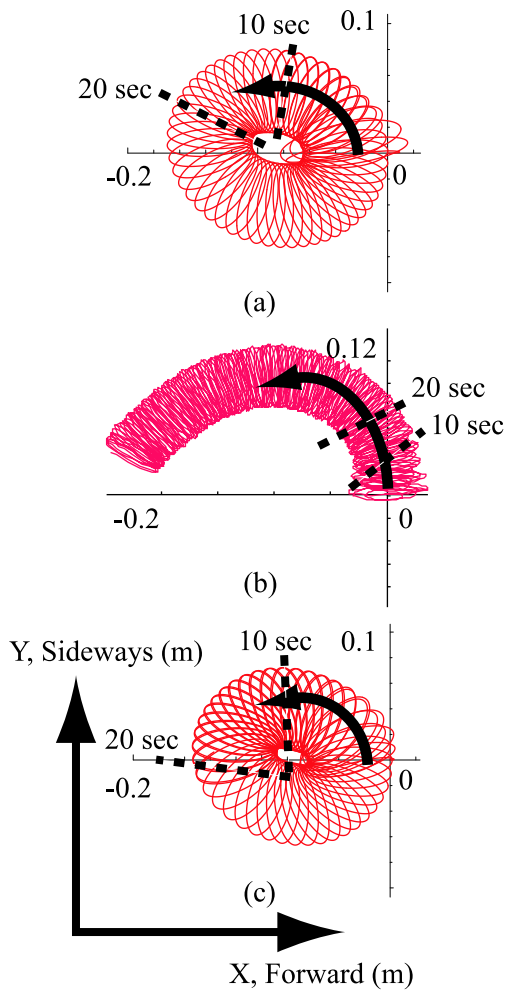 0.1
10 sec
20 sec
-0.2
0
(a)
0.12
20 sec
10 sec
-0.2
0
(b)
10 sec
0.1
Y, Sideways (m)
20 sec
-0.2
0
(c)
X, Forward (m)